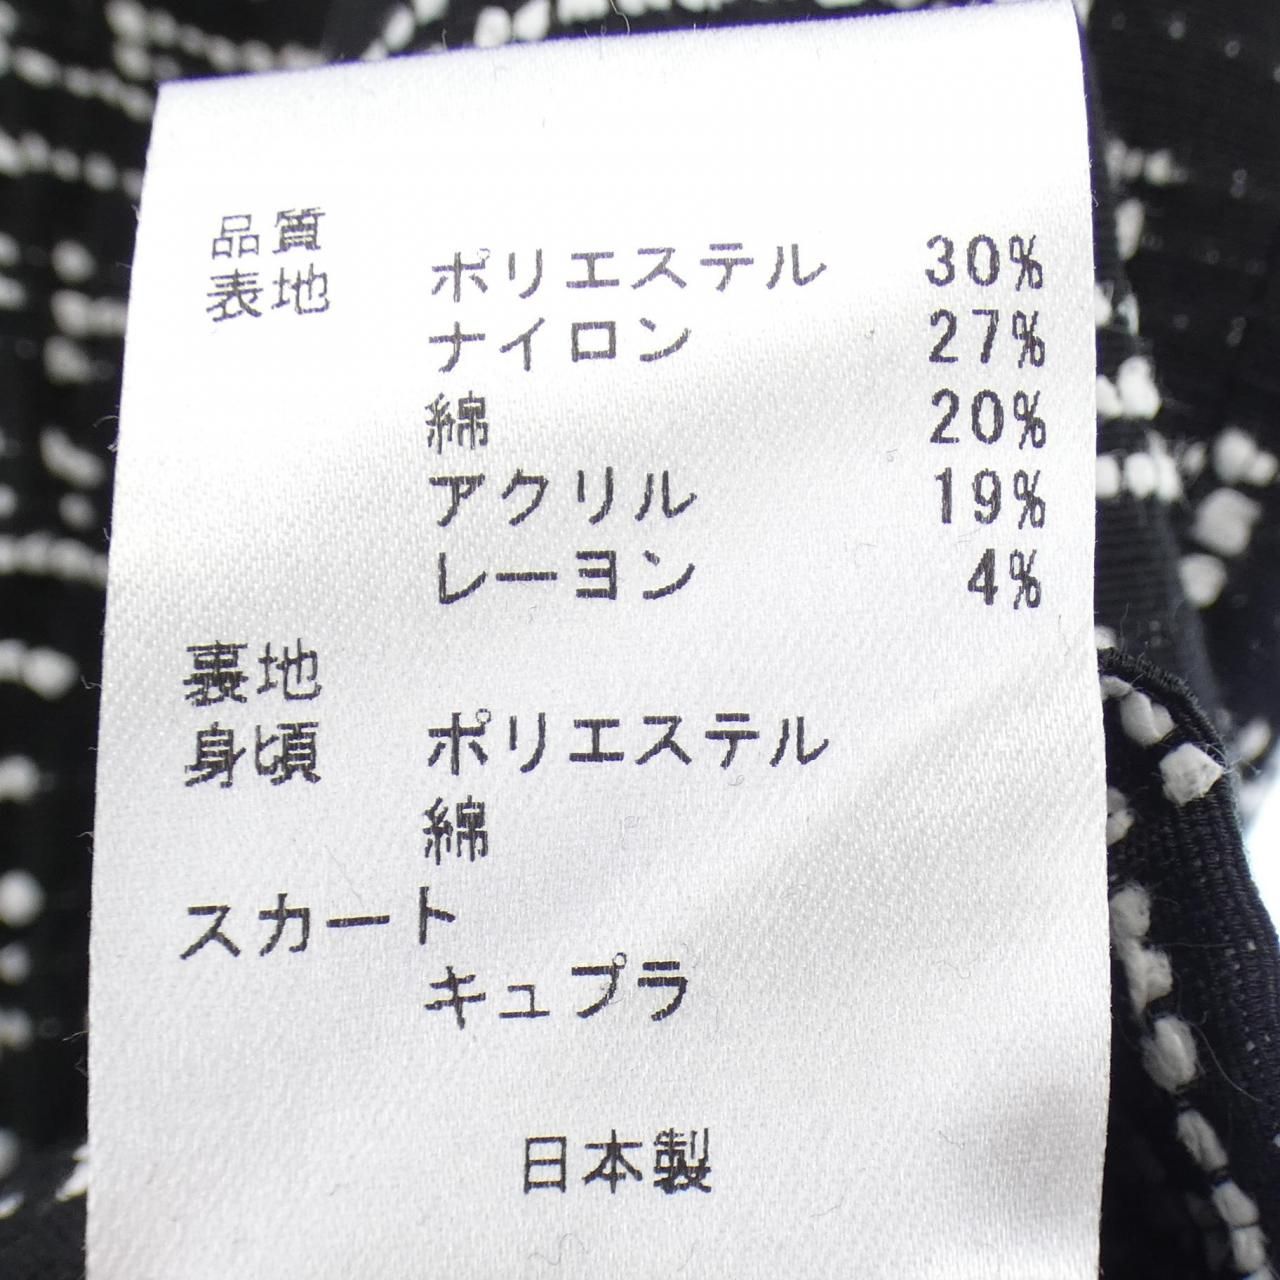 品質
表地 ポリエステル 30%
ナイロン 27%
綿 20%
アクリル 19%
レーヨン 4%
裏地
身頃 ポリエステル
綿
スカート
キュプラ
日本製